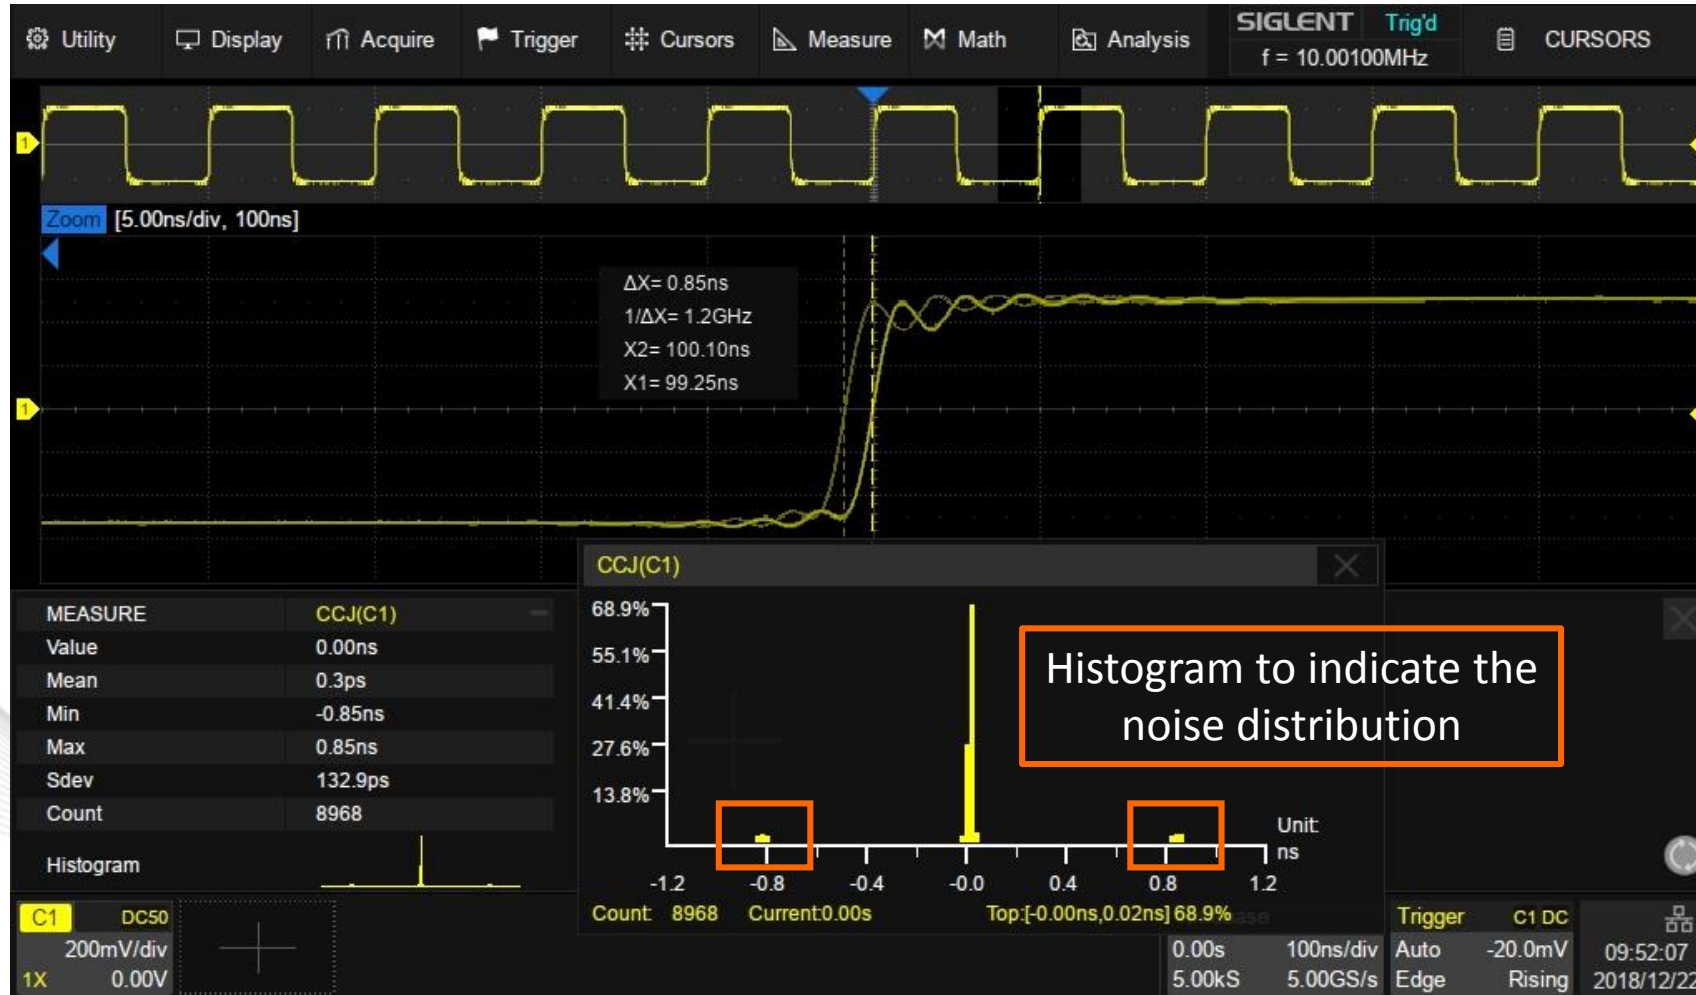 Utility Display Acquire Trigger Cursors Measure Math Analysis SIGLENT Trig'd CURSORS
f = 10.00100MHz
1
Zoom [5.00ns/div, 100ns]
ΔX= 0.85ns
1/ΔX= 1.2GHz
X2= 100.10ns
X1= 99.25ns
1
CCJ(C1)
MEASURE CCJ(C1)
Value 0.00ns
Mean 0.3ps
Min -0.85ns
Max 0.85ns
Sdev 132.9ps
Count 8968
Histogram
68.9%
55.1%
41.4%
27.6%
13.8%
Histogram to indicate the
noise distribution
Unit:
ns
-1.2 -0.8 -0.4 -0.0 0.4 0.8 1.2
Count: 8968 Current:0.00s Top:[-0.00ns,0.02ns] 68.9%
C1 DC50
200mV/div
1X 0.00V
0.00s 100ns/div
5.00kS 5.00GS/s
Trigger C1 DC
Auto -20.0mV
Edge Rising
09:52:07
2018/12/22